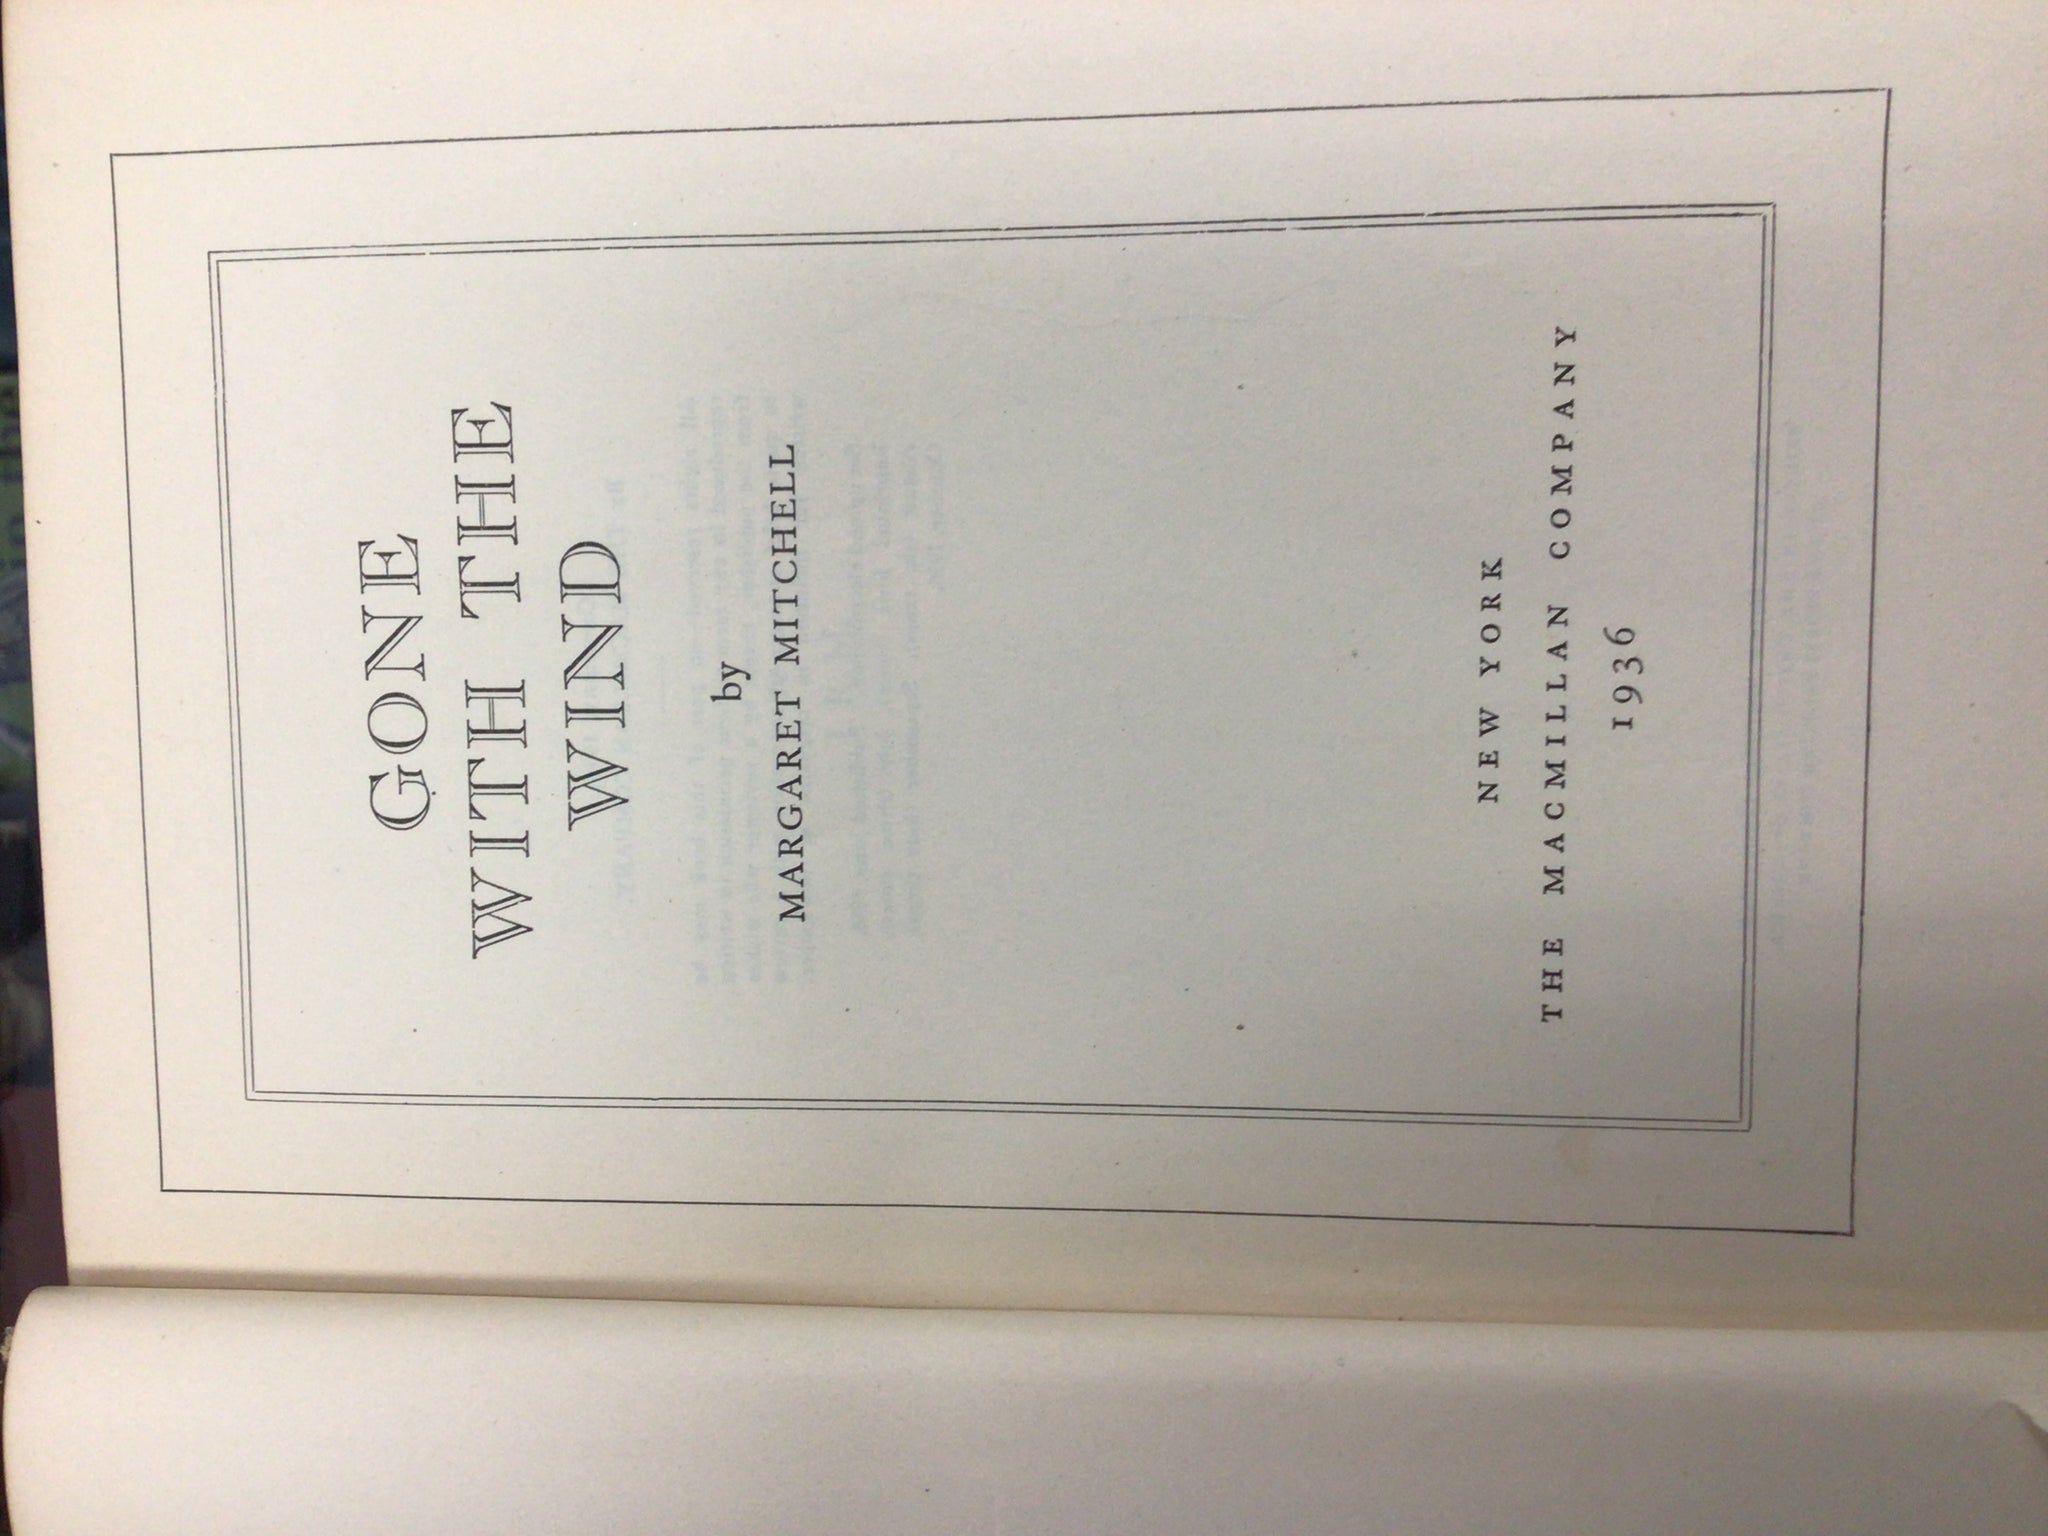 GONE
WITH THE
WIND
by
MARGARET MITCHELL
NEW YORK
THE MACMILLAN COMPANY
1936